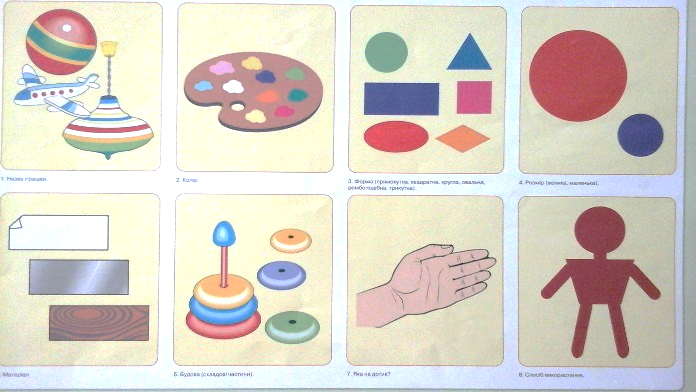 1. Назва іграшки.
2. Колір.
3. Форма (прямокутна, квадратна, кругла, овальна,
ромбоподібна, трикутна).
4. Розмір (велика, маленька).
Матеріал
6. Будова (складові частини).
7. Яка на дотик?
8. Спосіб використання.